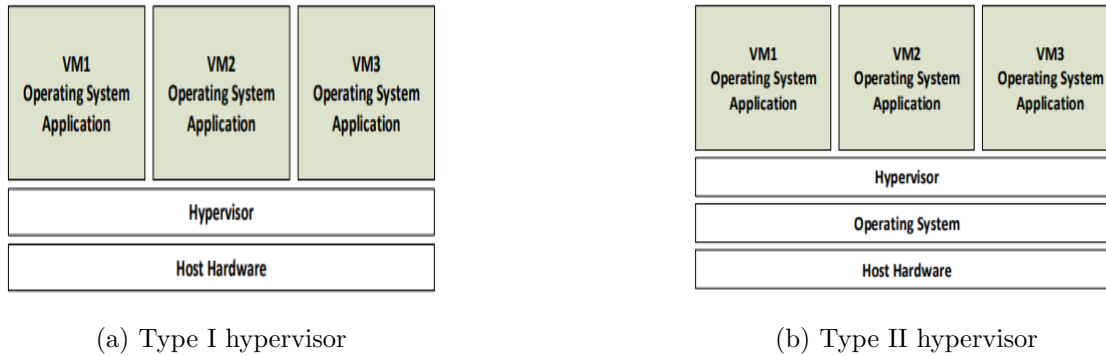 VM1
Operating System
Application
VM2
Operating System
Application
VM3
Operating System
Application
Hypervisor
Host Hardware
(a) Type I hypervisor
VM1
Operating System
Application
VM2
Operating System
Application
VM3
Operating System
Application
Hypervisor
Operating System
Host Hardware
(b) Type II hypervisor